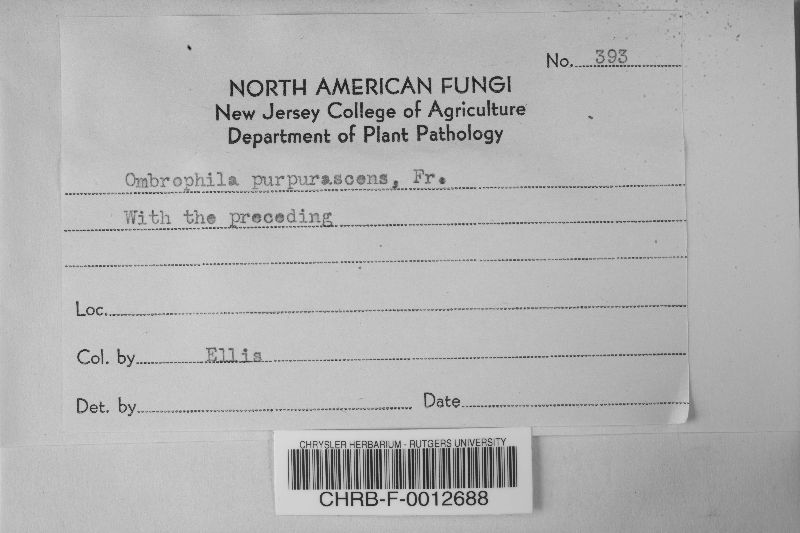 No. 393
NORTH AMERICAN FUNGI
New Jersey College of Agriculture
Department of Plant Pathology
Ombrophila purpurascens, Fr.
With the preceding
Loc.
Col. by Ellis
Det. by Date
CHRYSLER HERBARIUM - RUTGERS UNIVERSITY
CHRB-F-0012688